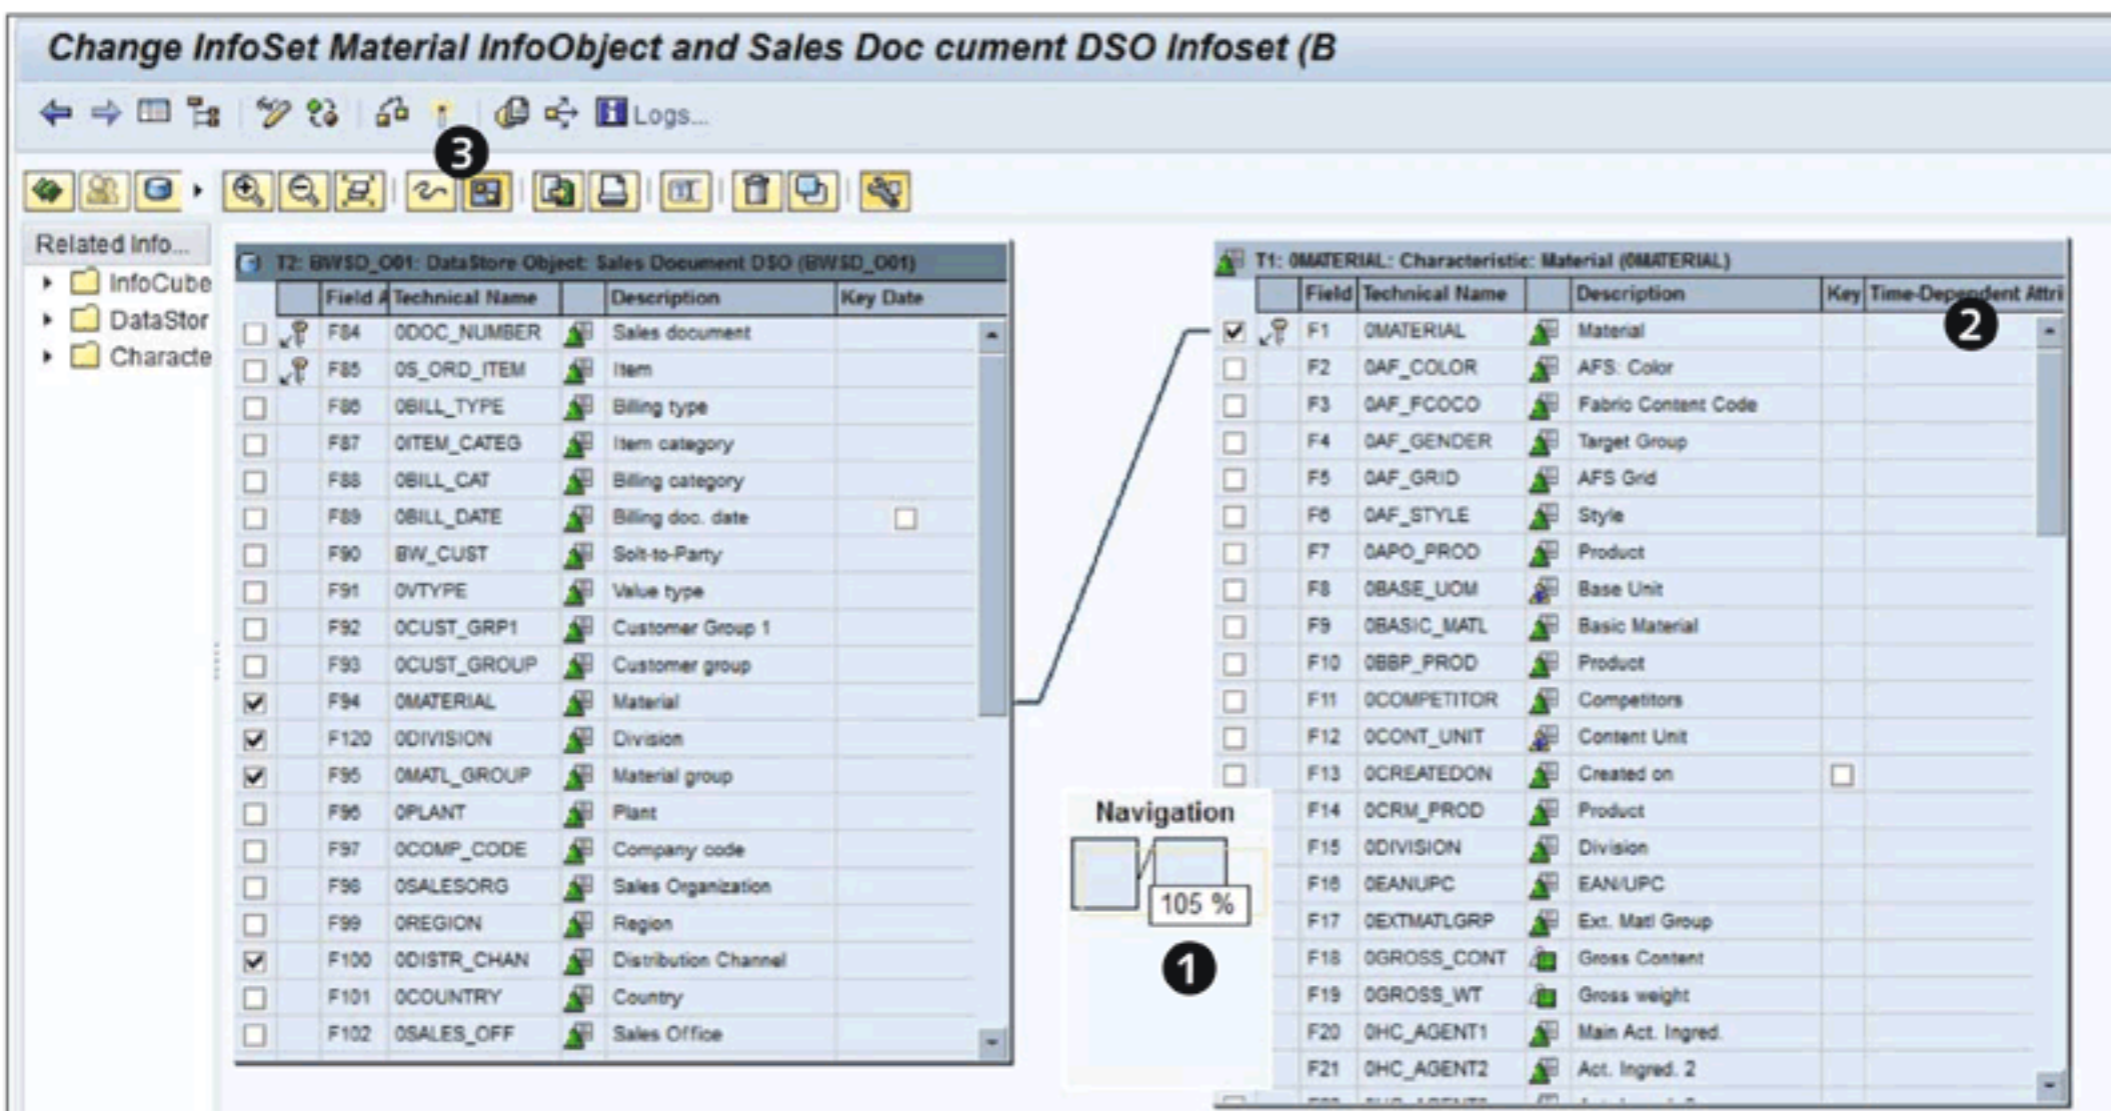 Change InfoSet Material InfoObject and Sales Doc cument DSO Infoset (B
Logs...
3
Related Info...
InfoCube
DataStor
Characte
T2: BWSD_O01: DataStore Object: Sales Document DSO (BWSD_O01)
Field A Technical Name Description Key Date
F84 0DOC_NUMBER Sales document
F85 0S_ORD_ITEM Item
F86 0BILL_TYPE Billing type
F87 0ITEM_CATEG Item category
F88 0BILL_CAT Billing category
F89 0BILL_DATE Billing doc. date
F90 BW_CUST Solt-to-Party
F91 0VTYPE Value type
F92 0CUST_GRP1 Customer Group 1
F93 0CUST_GROUP Customer group
F94 0MATERIAL Material
F120 0DIVISION Division
F95 0MATL_GROUP Material group
F96 0PLANT Plant
F97 0COMP_CODE Company code
F98 0SALESORG Sales Organization
F99 0REGION Region
F100 0DISTR_CHAN Distribution Channel
F101 0COUNTRY Country
F102 0SALES_OFF Sales Office
Navigation
105 %
1
T1: 0MATERIAL: Characteristic: Material (0MATERIAL)
Field Technical Name Description Key Time-Dependent Attri
2
F1 0MATERIAL Material
F2 0AF_COLOR AFS: Color
F3 0AF_FCOCO Fabric Content Code
F4 0AF_GENDER Target Group
F5 0AF_GRID AFS Grid
F6 0AF_STYLE Style
F7 0APO_PROD Product
F8 0BASE_UOM Base Unit
F9 0BASIC_MATL Basic Material
F10 0BBP_PROD Product
F11 0COMPETITOR Competitors
F12 0CONT_UNIT Content Unit
F13 0CREATEDON Created on
F14 0CRM_PROD Product
F15 0DIVISION Division
F16 0EANUPC EAN/UPC
F17 0EXTMATLGRP Ext. Matl Group
F18 0GROSS_CONT Gross Content
F19 0GROSS_WT Gross weight
F20 0HC_AGENT1 Main Act. Ingred.
F21 0HC_AGENT2 Act. Ingred. 2